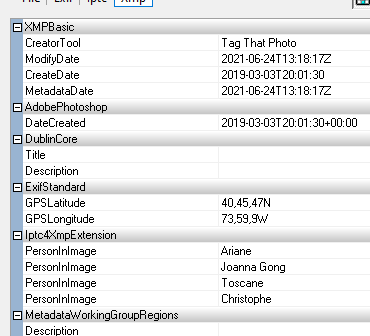 File Exif Iptc Xmp
XMPBasic
CreatorTool Tag That Photo
ModifyDate 2021-06-24T13:18:17Z
CreateDate 2019-03-03T20:01:30
MetadataDate 2021-06-24T13:18:17Z
AdobePhotoshop
DateCreated 2019-03-03T20:01:30+00:00
DublinCore
Title
Description
ExifStandard
GPSLatitude 40,45,47N
GPSLongitude 73,59,9W
Iptc4XmpExtension
PersonInImage Ariane
PersonInImage Joanna Gong
PersonInImage Toscane
PersonInImage Christophe
MetadataWorkingGroupRegions
Description